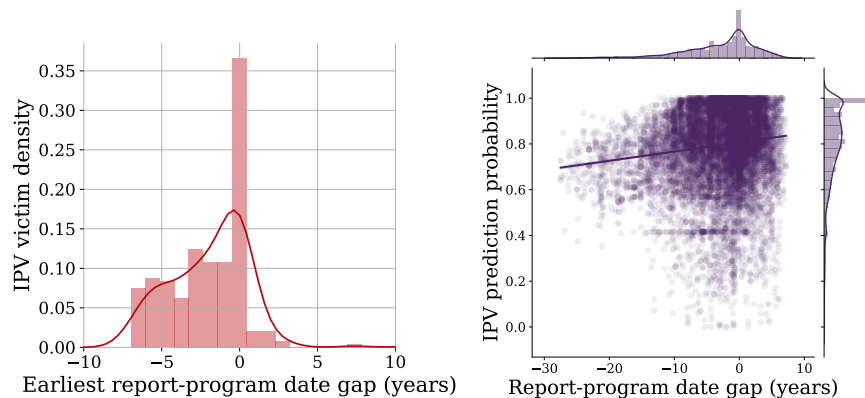 0.35
0.30
0.25
0.20
0.15
0.10
0.05
0.00
IPV victim density
−10 −5 0 5 10
Earliest report-program date gap (years)
1.0
0.8
0.6
0.4
0.2
0.0
IPV prediction probability
−30 −20 −10 0 10
Report-program date gap (years)